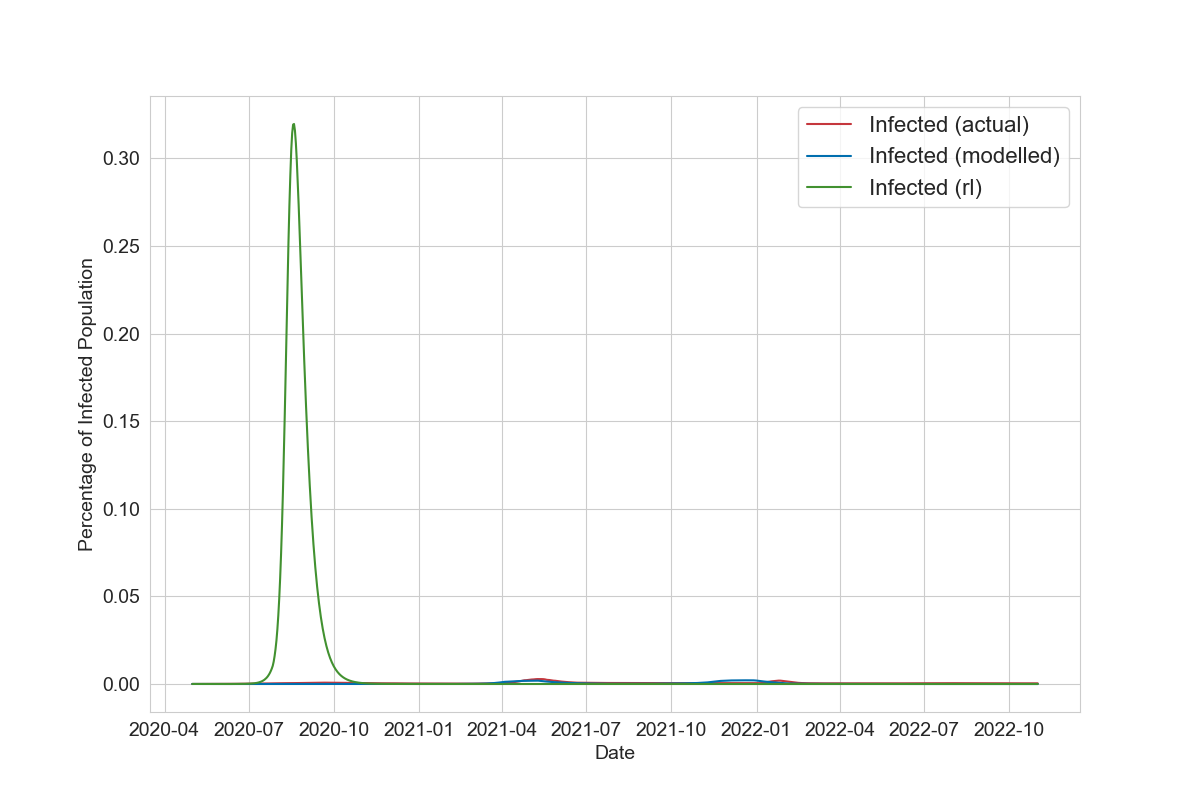 Infected (actual)
Infected (modelled)
Infected (rl)
Percentage of Infected Population
0.30
0.25
0.20
0.15
0.10
0.05
0.00
2020-04 2020-07 2020-10 2021-01 2021-04 2021-07 2021-10 2022-01 2022-04 2022-07 2022-10
Date